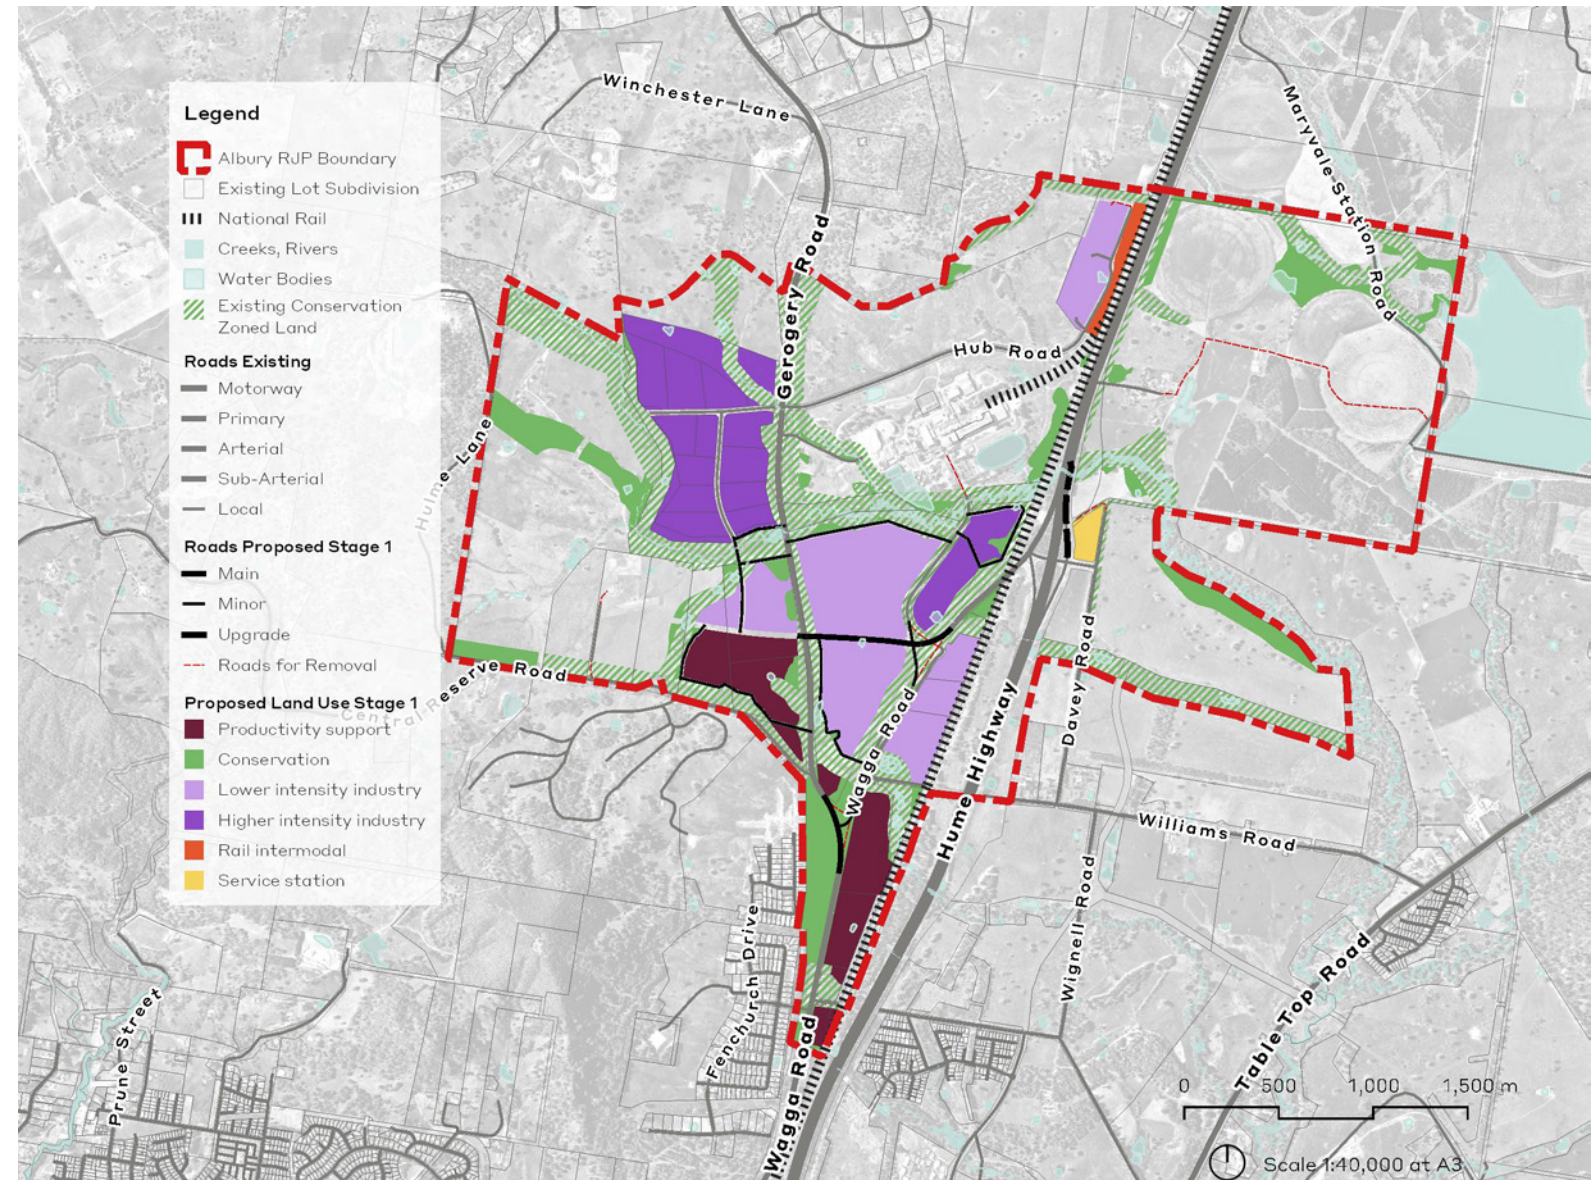 Legend
Albury RJP Boundary
Existing Lot Subdivision
National Rail
Creeks, Rivers
Water Bodies
Existing Conservation
Zoned Land
Roads Existing
Motorway
Primary
Arterial
Sub-Arterial
Local
Roads Proposed Stage 1
Main
Minor
Upgrade
Roads for Removal
Proposed Land Use Stage 1
Productivity support
Conservation
Lower intensity industry
Higher intensity industry
Rail intermodal
Service station
Winchester Lane
Maryvale Station Road
Gerogery Road
Hub Road
Hulme Lane
Central Reserve Road
Wagga Road
Hume Highway
Davey Road
Williams Road
Wignell Road
Fenchurch Drive
Prune Street
Table Top Road
Wagga Road
0 500 1,000 1,500 m
Scale 1:40,000 at A3